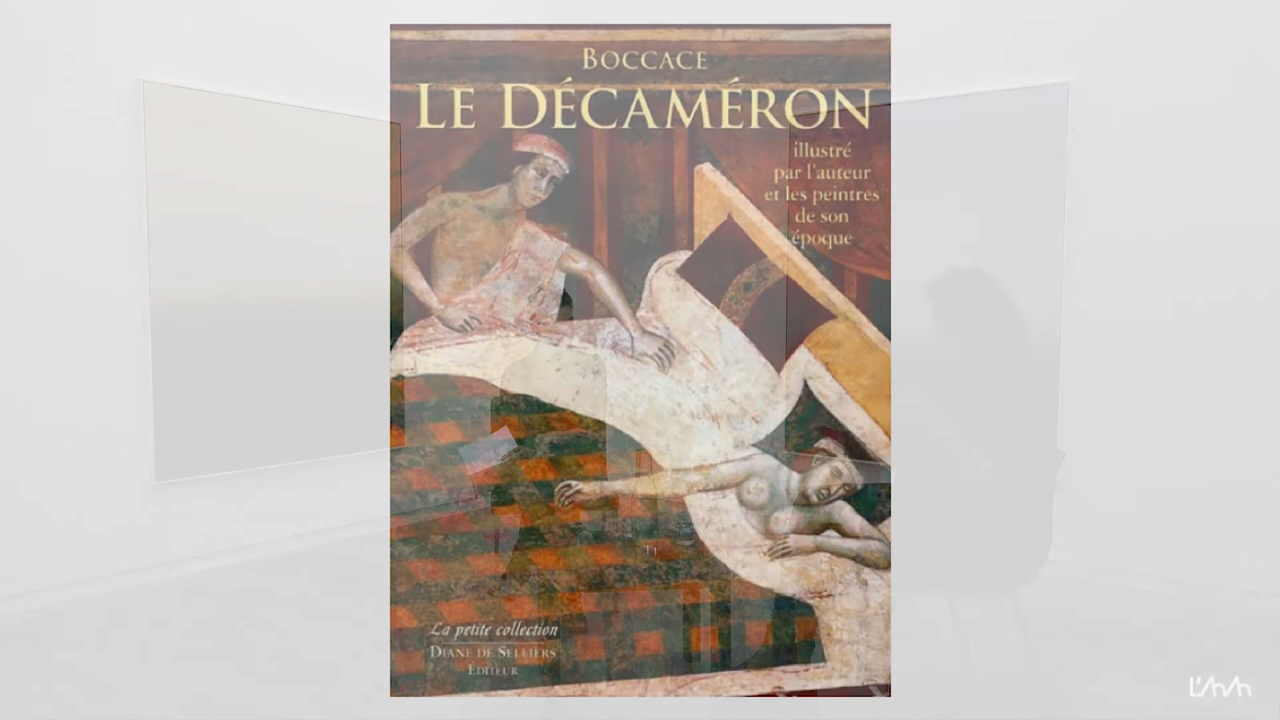 BOCCACE
LE DÉCAMÉRON
illustré
par l'auteur
et les peintres
de son
époque
La petite collection
DIANE DE SELLIERS
ÉDITEUR
L'AhAh